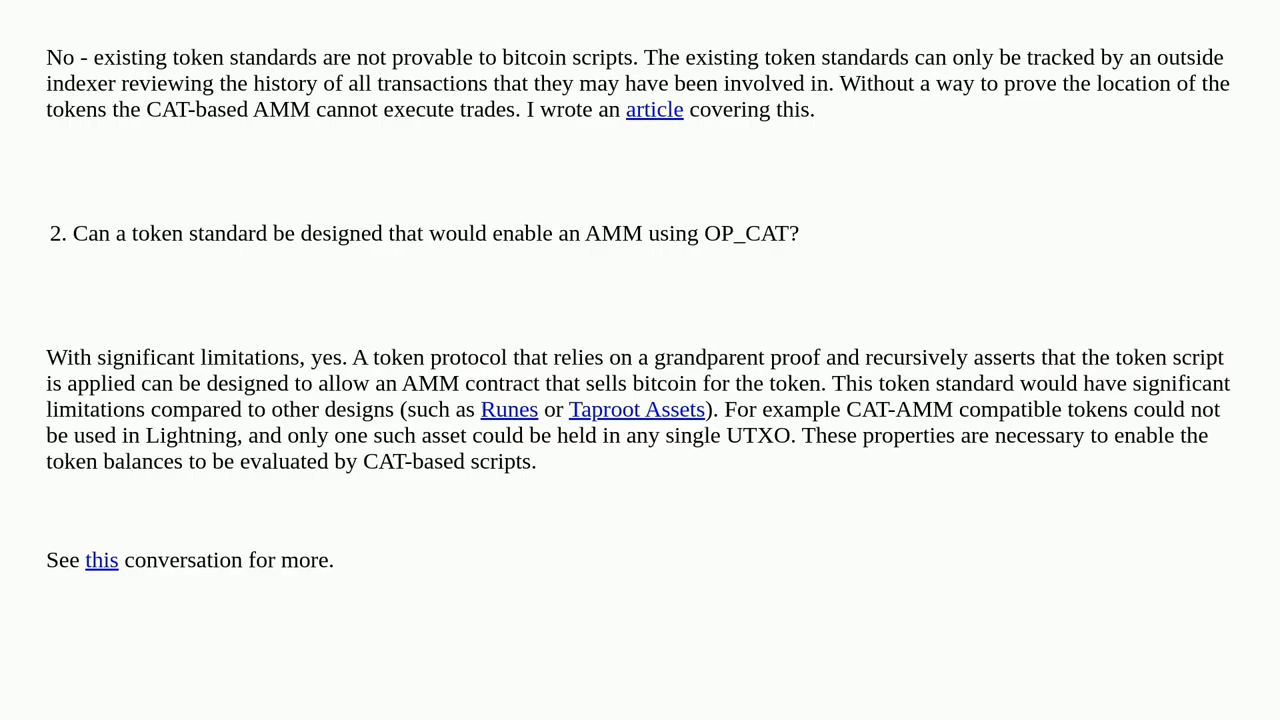 No - existing token standards are not provable to bitcoin scripts. The existing token standards can only be tracked by an outside
indexer reviewing the history of all transactions that they may have been involved in. Without a way to prove the location of the
tokens the CAT-based AMM cannot execute trades. I wrote an article covering this.
2. Can a token standard be designed that would enable an AMM using OP_CAT?
With significant limitations, yes. A token protocol that relies on a grandparent proof and recursively asserts that the token script
is applied can be designed to allow an AMM contract that sells bitcoin for the token. This token standard would have significant
limitations compared to other designs (such as Runes or Taproot Assets). For example CAT-AMM compatible tokens could not
be used in Lightning, and only one such asset could be held in any single UTXO. These properties are necessary to enable the
token balances to be evaluated by CAT-based scripts.
See this conversation for more.